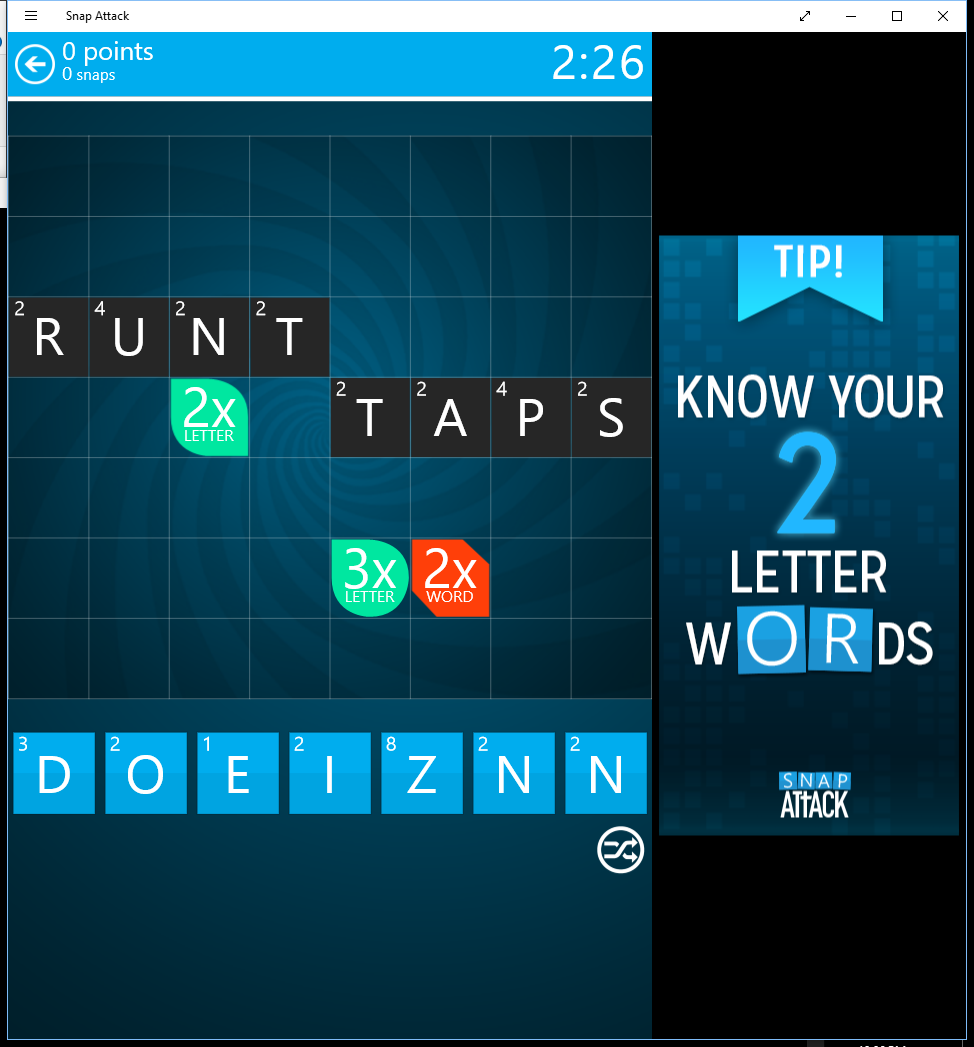 Snap Attack
0 points
0 snaps
2:26
2 R 4 U 2 N 2 T
2x
LETTER
2 T 2 A 4 P 2 S
3x
LETTER
2x
WORD
3 D 2 O 1 E 2 I 8 Z 2 N 2 N
TIP!
KNOW YOUR
2
LETTER
WORDS
SNAP
ATTACK